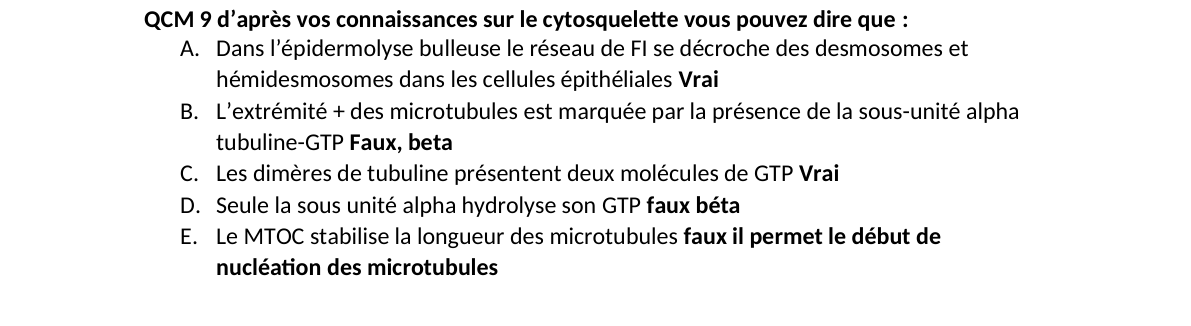 QCM 9 d’après vos connaissances sur le cytosquelette vous pouvez dire que :
A. Dans l’épidermolyse bulleuse le réseau de FI se décroche des desmosomes et
hémidesmosomes dans les cellules épithéliales Vrai
B. L’extrémité + des microtubules est marquée par la présence de la sous-unité alpha
tubuline-GTP Faux, beta
C. Les dimères de tubuline présentent deux molécules de GTP Vrai
D. Seule la sous unité alpha hydrolyse son GTP faux béta
E. Le MTOC stabilise la longueur des microtubules faux il permet le début de
nucléation des microtubules